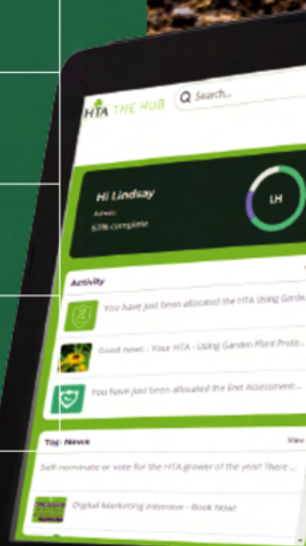 HTA THE HUB
Search...
Hi Lindsay
63% complete
LH
Activity
You have just been allocated the HTA Using Garde
Good news - Your HTA - Using Garden Plant Prote...
You have just been allocated the End Assessment...
Top News
View
Self-nominate or vote for the HTA grower of the year! There ...
Digital Marketing Intensive - Book Now!